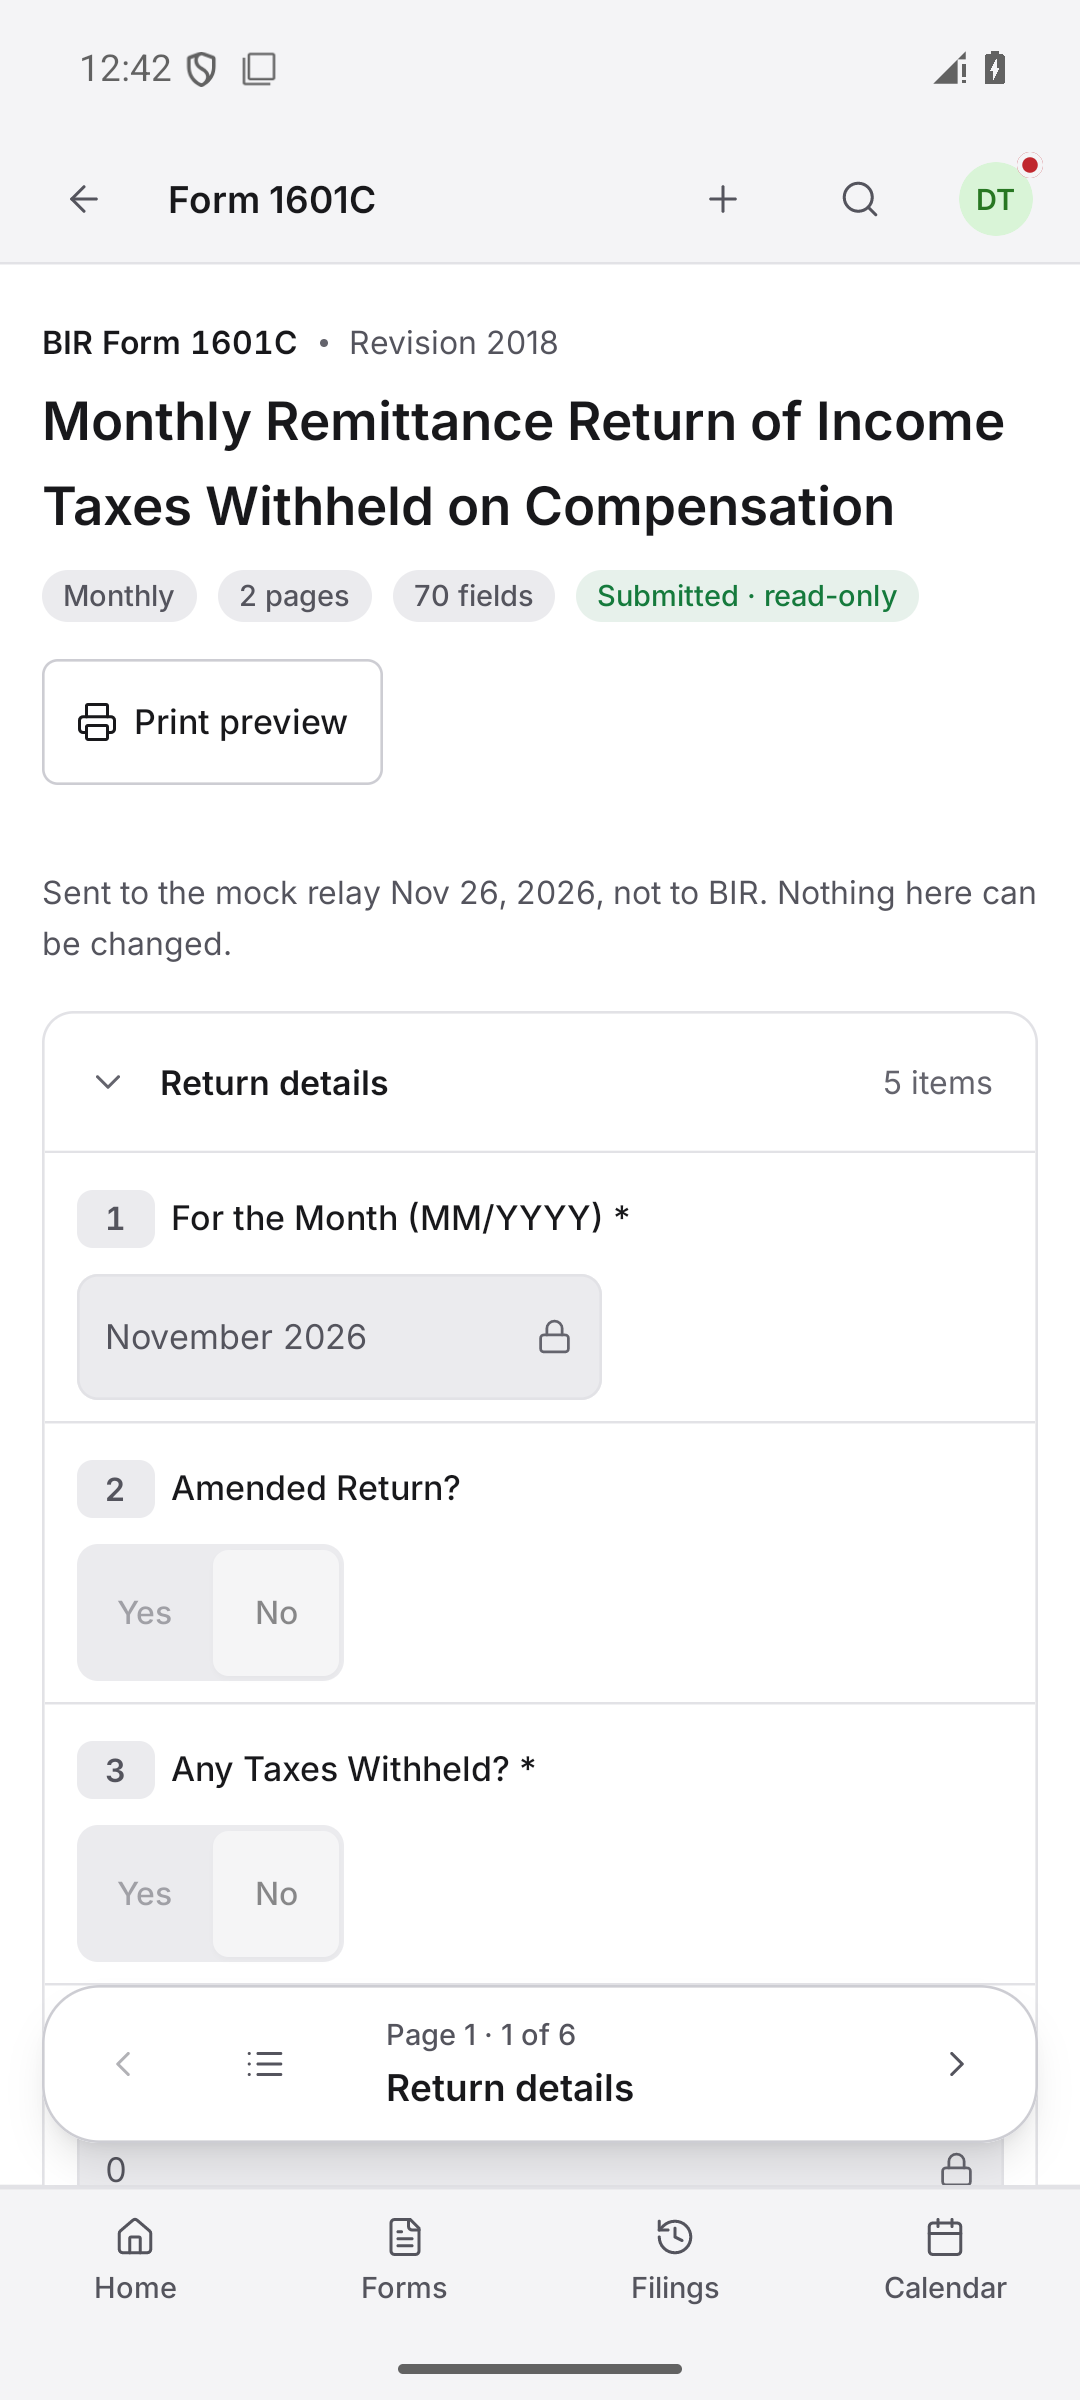 12:42
Form 1601C
DT
BIR Form 1601C • Revision 2018
Monthly Remittance Return of Income
Taxes Withheld on Compensation
Monthly
2 pages
70 fields
Submitted · read-only
Print preview
Sent to the mock relay Nov 26, 2026, not to BIR. Nothing here can
be changed.
Return details
5 items
1 For the Month (MM/YYYY) *
November 2026
2 Amended Return?
Yes No
3 Any Taxes Withheld? *
Yes No
Page 1 · 1 of 6
Return details
0
Home
Forms
Filings
Calendar